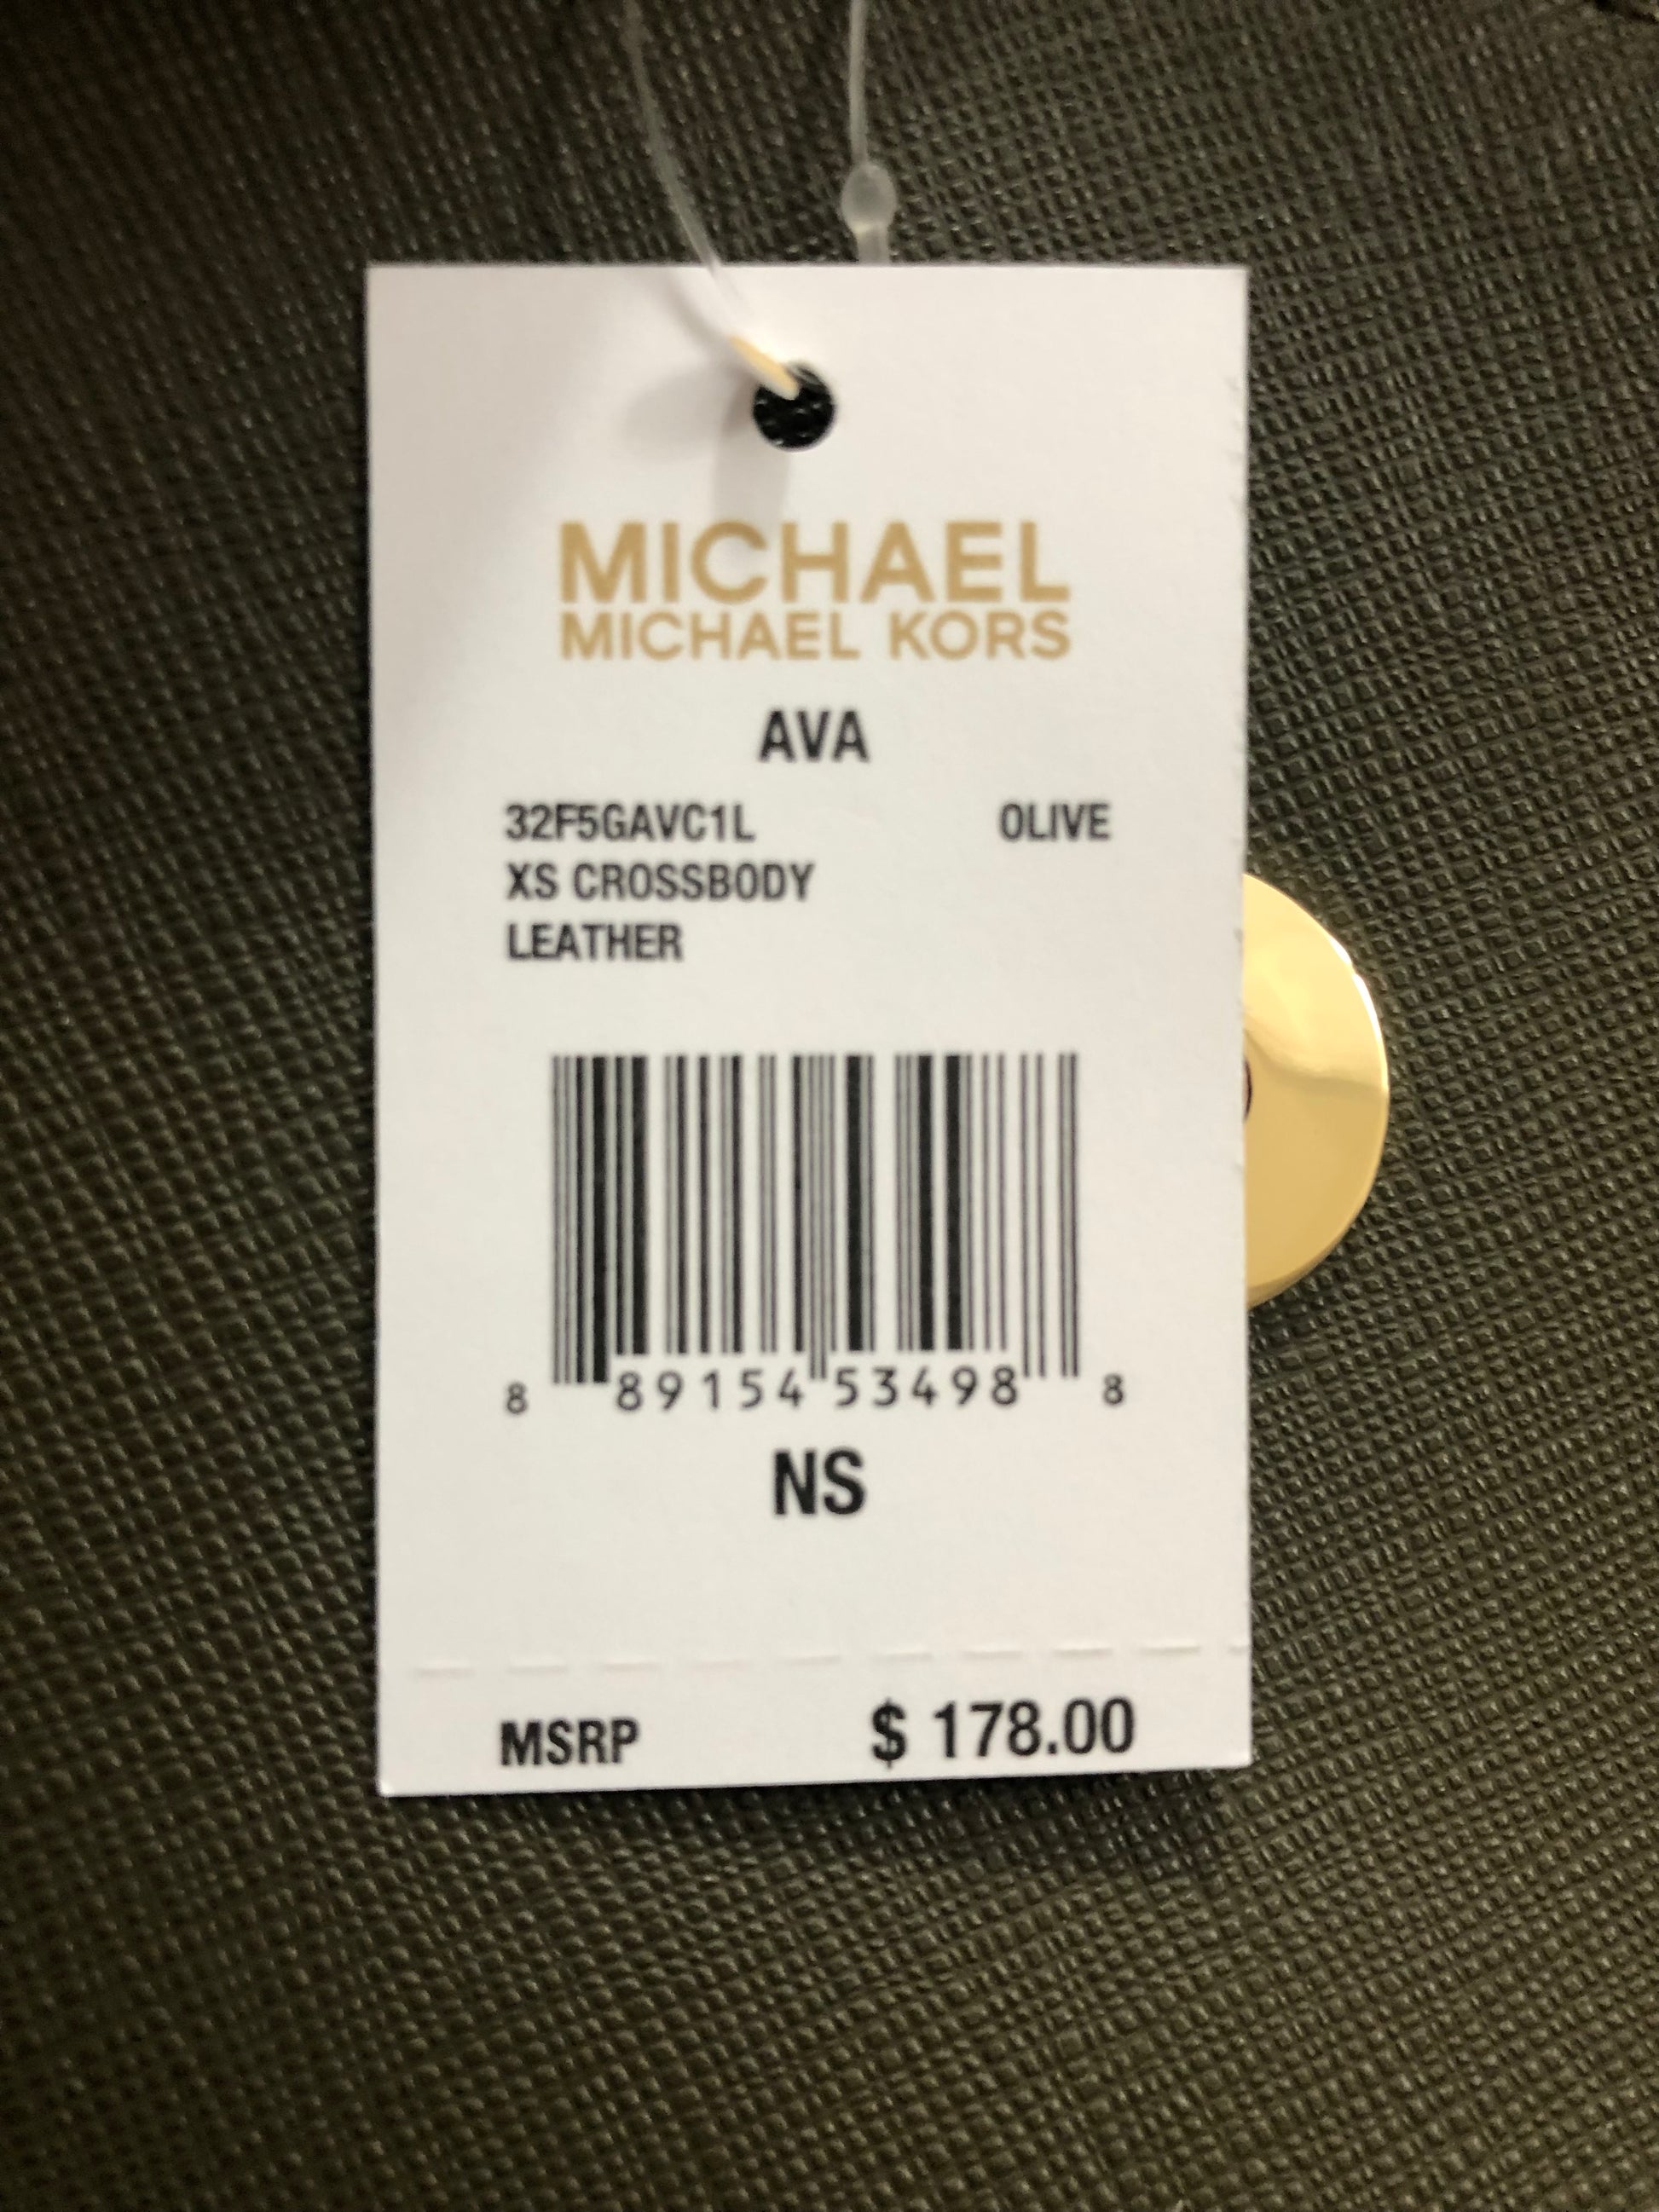 MICHAEL
MICHAEL KORS
AVA
32F5GAVC1L OLIVE
XS CROSSBODY
LEATHER
8 89154 53498 8
NS
MSRP $ 178.00